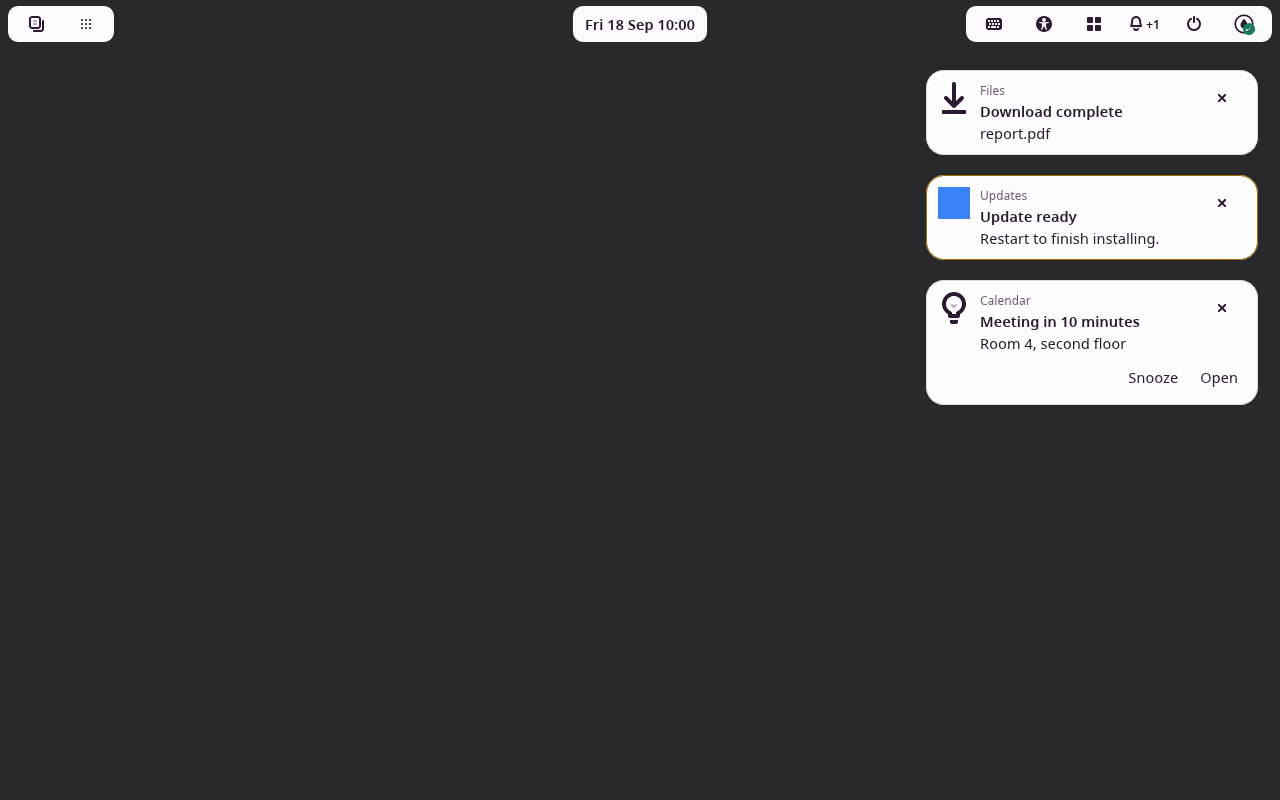 Fri 18 Sep 10:00
+1
Files
Download complete
report.pdf
Updates
Update ready
Restart to finish installing.
Calendar
Meeting in 10 minutes
Room 4, second floor
Snooze Open